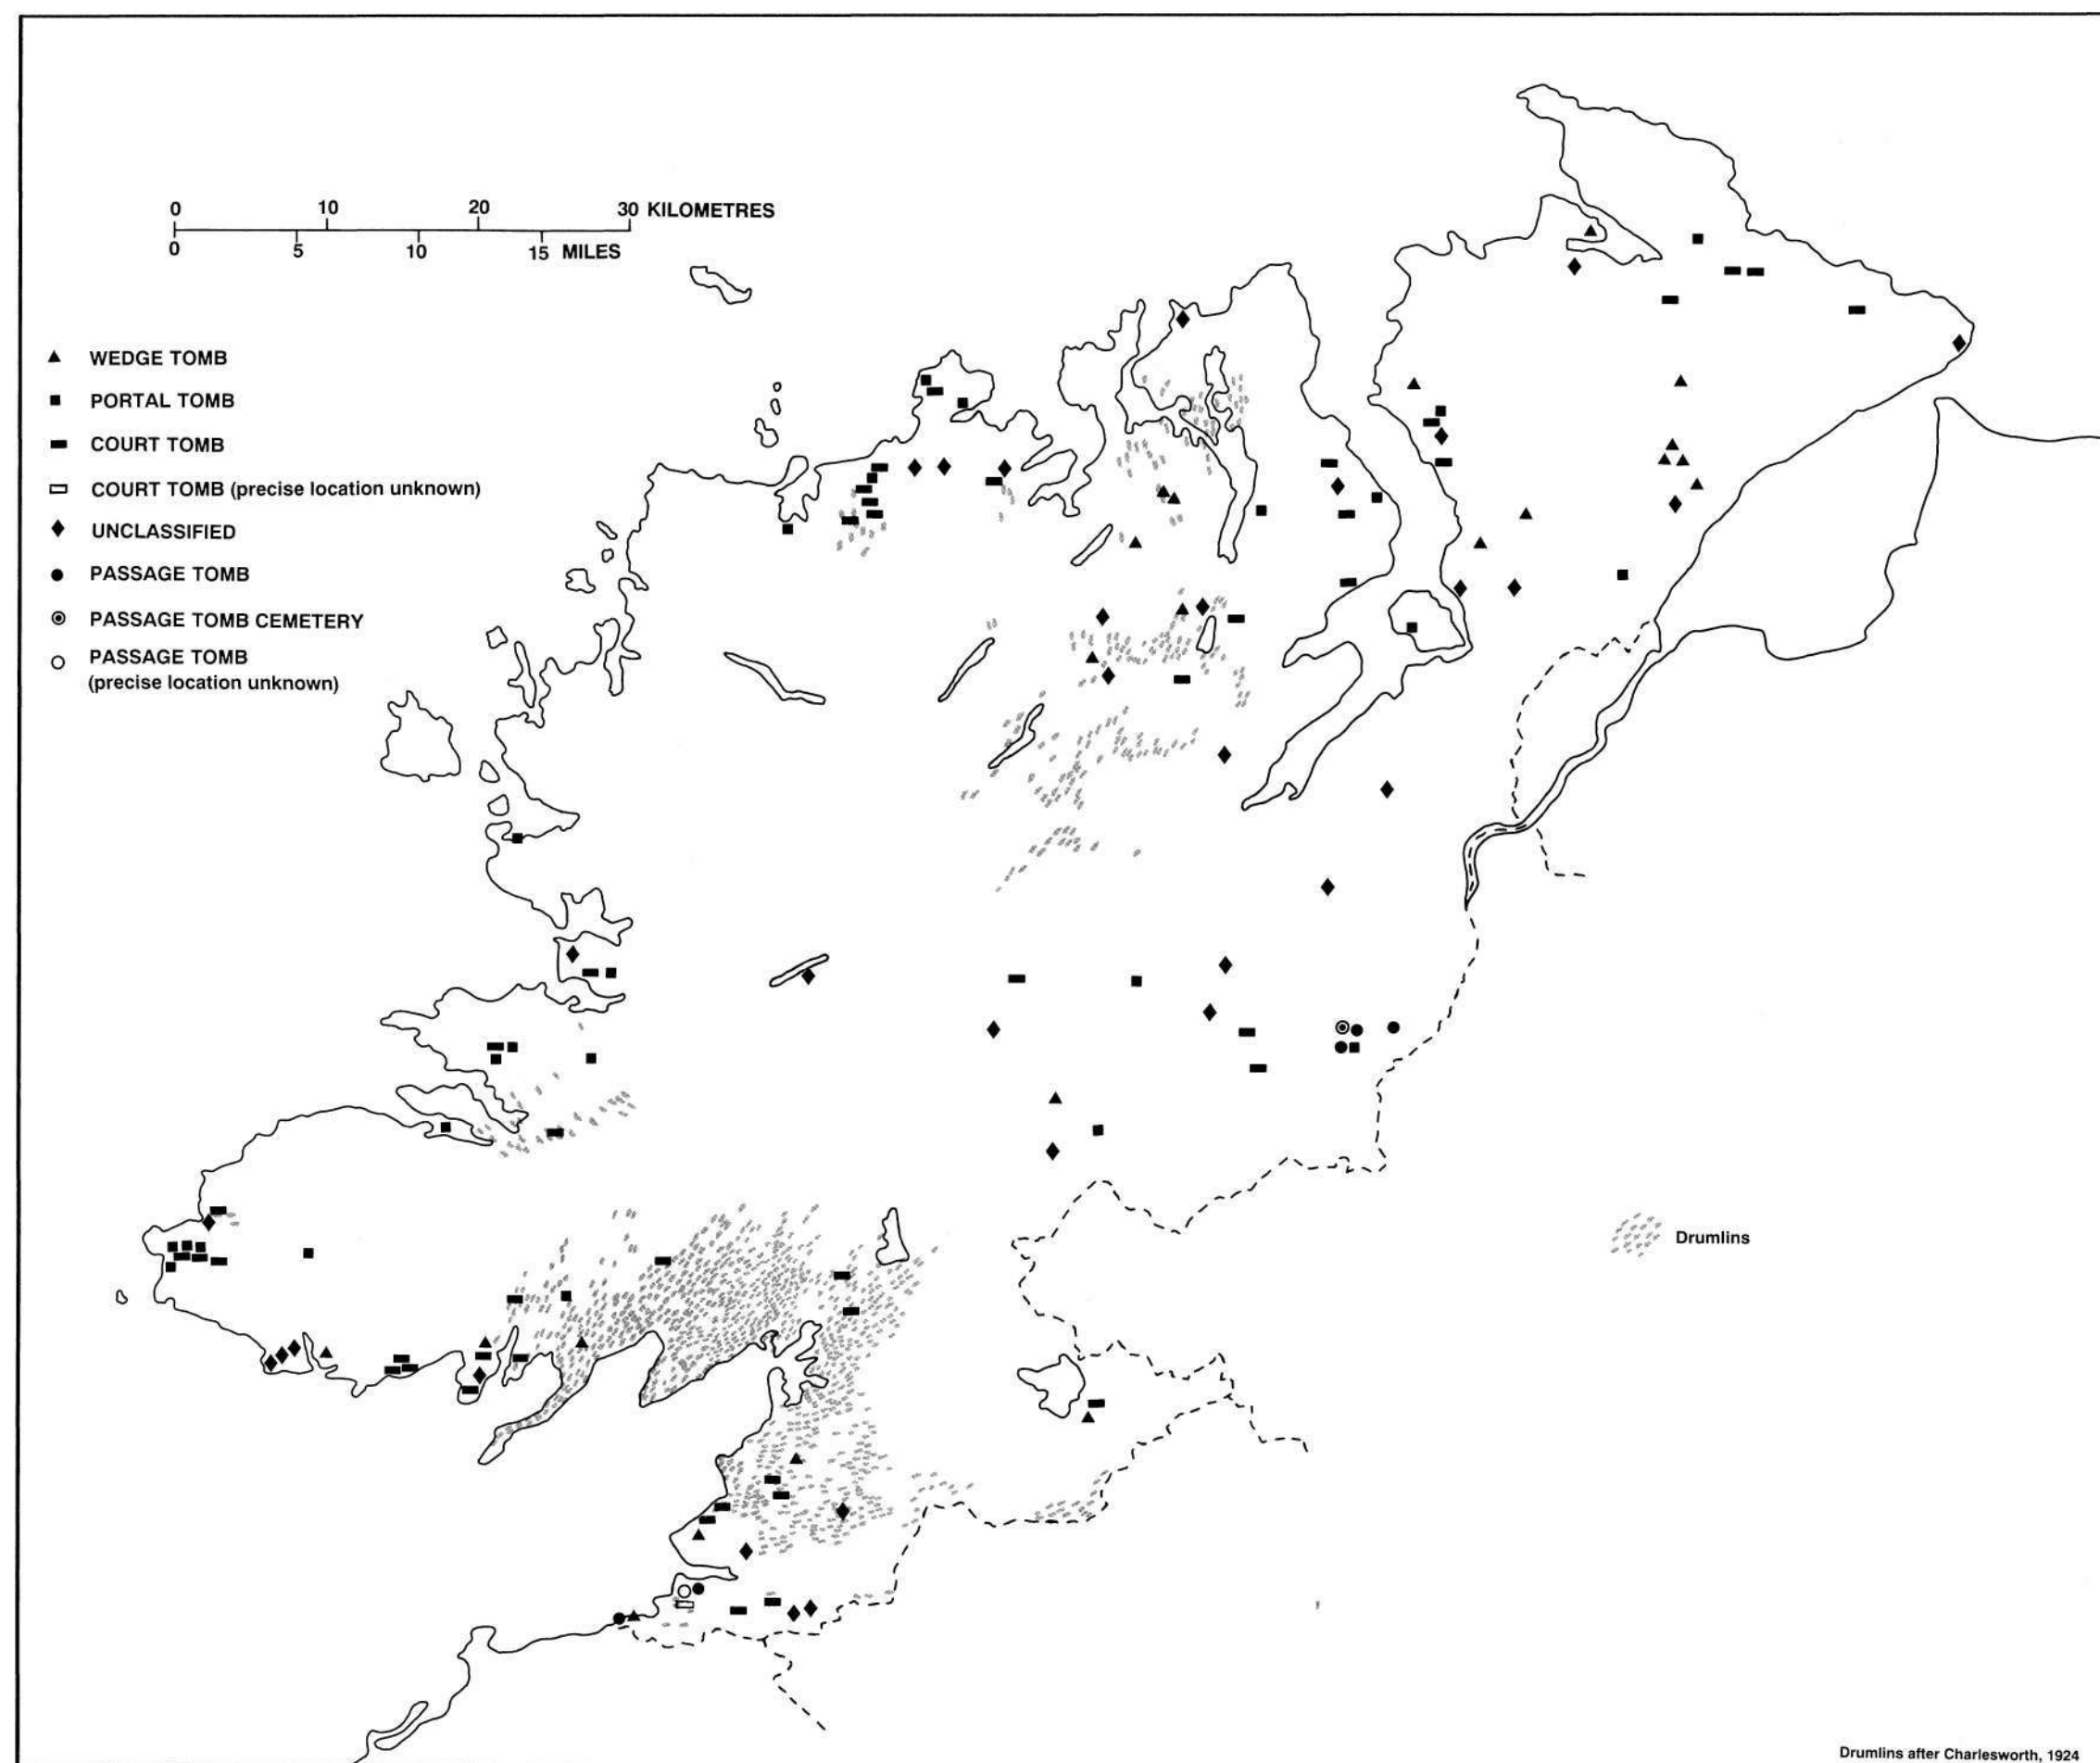 0 10 20 30 KILOMETRES
0 5 10 15 MILES
WEDGE TOMB
PORTAL TOMB
COURT TOMB
COURT TOMB (precise location unknown)
UNCLASSIFIED
PASSAGE TOMB
PASSAGE TOMB CEMETERY
PASSAGE TOMB
(precise location unknown)
Drumlins
Drumlins after Charlesworth, 1924